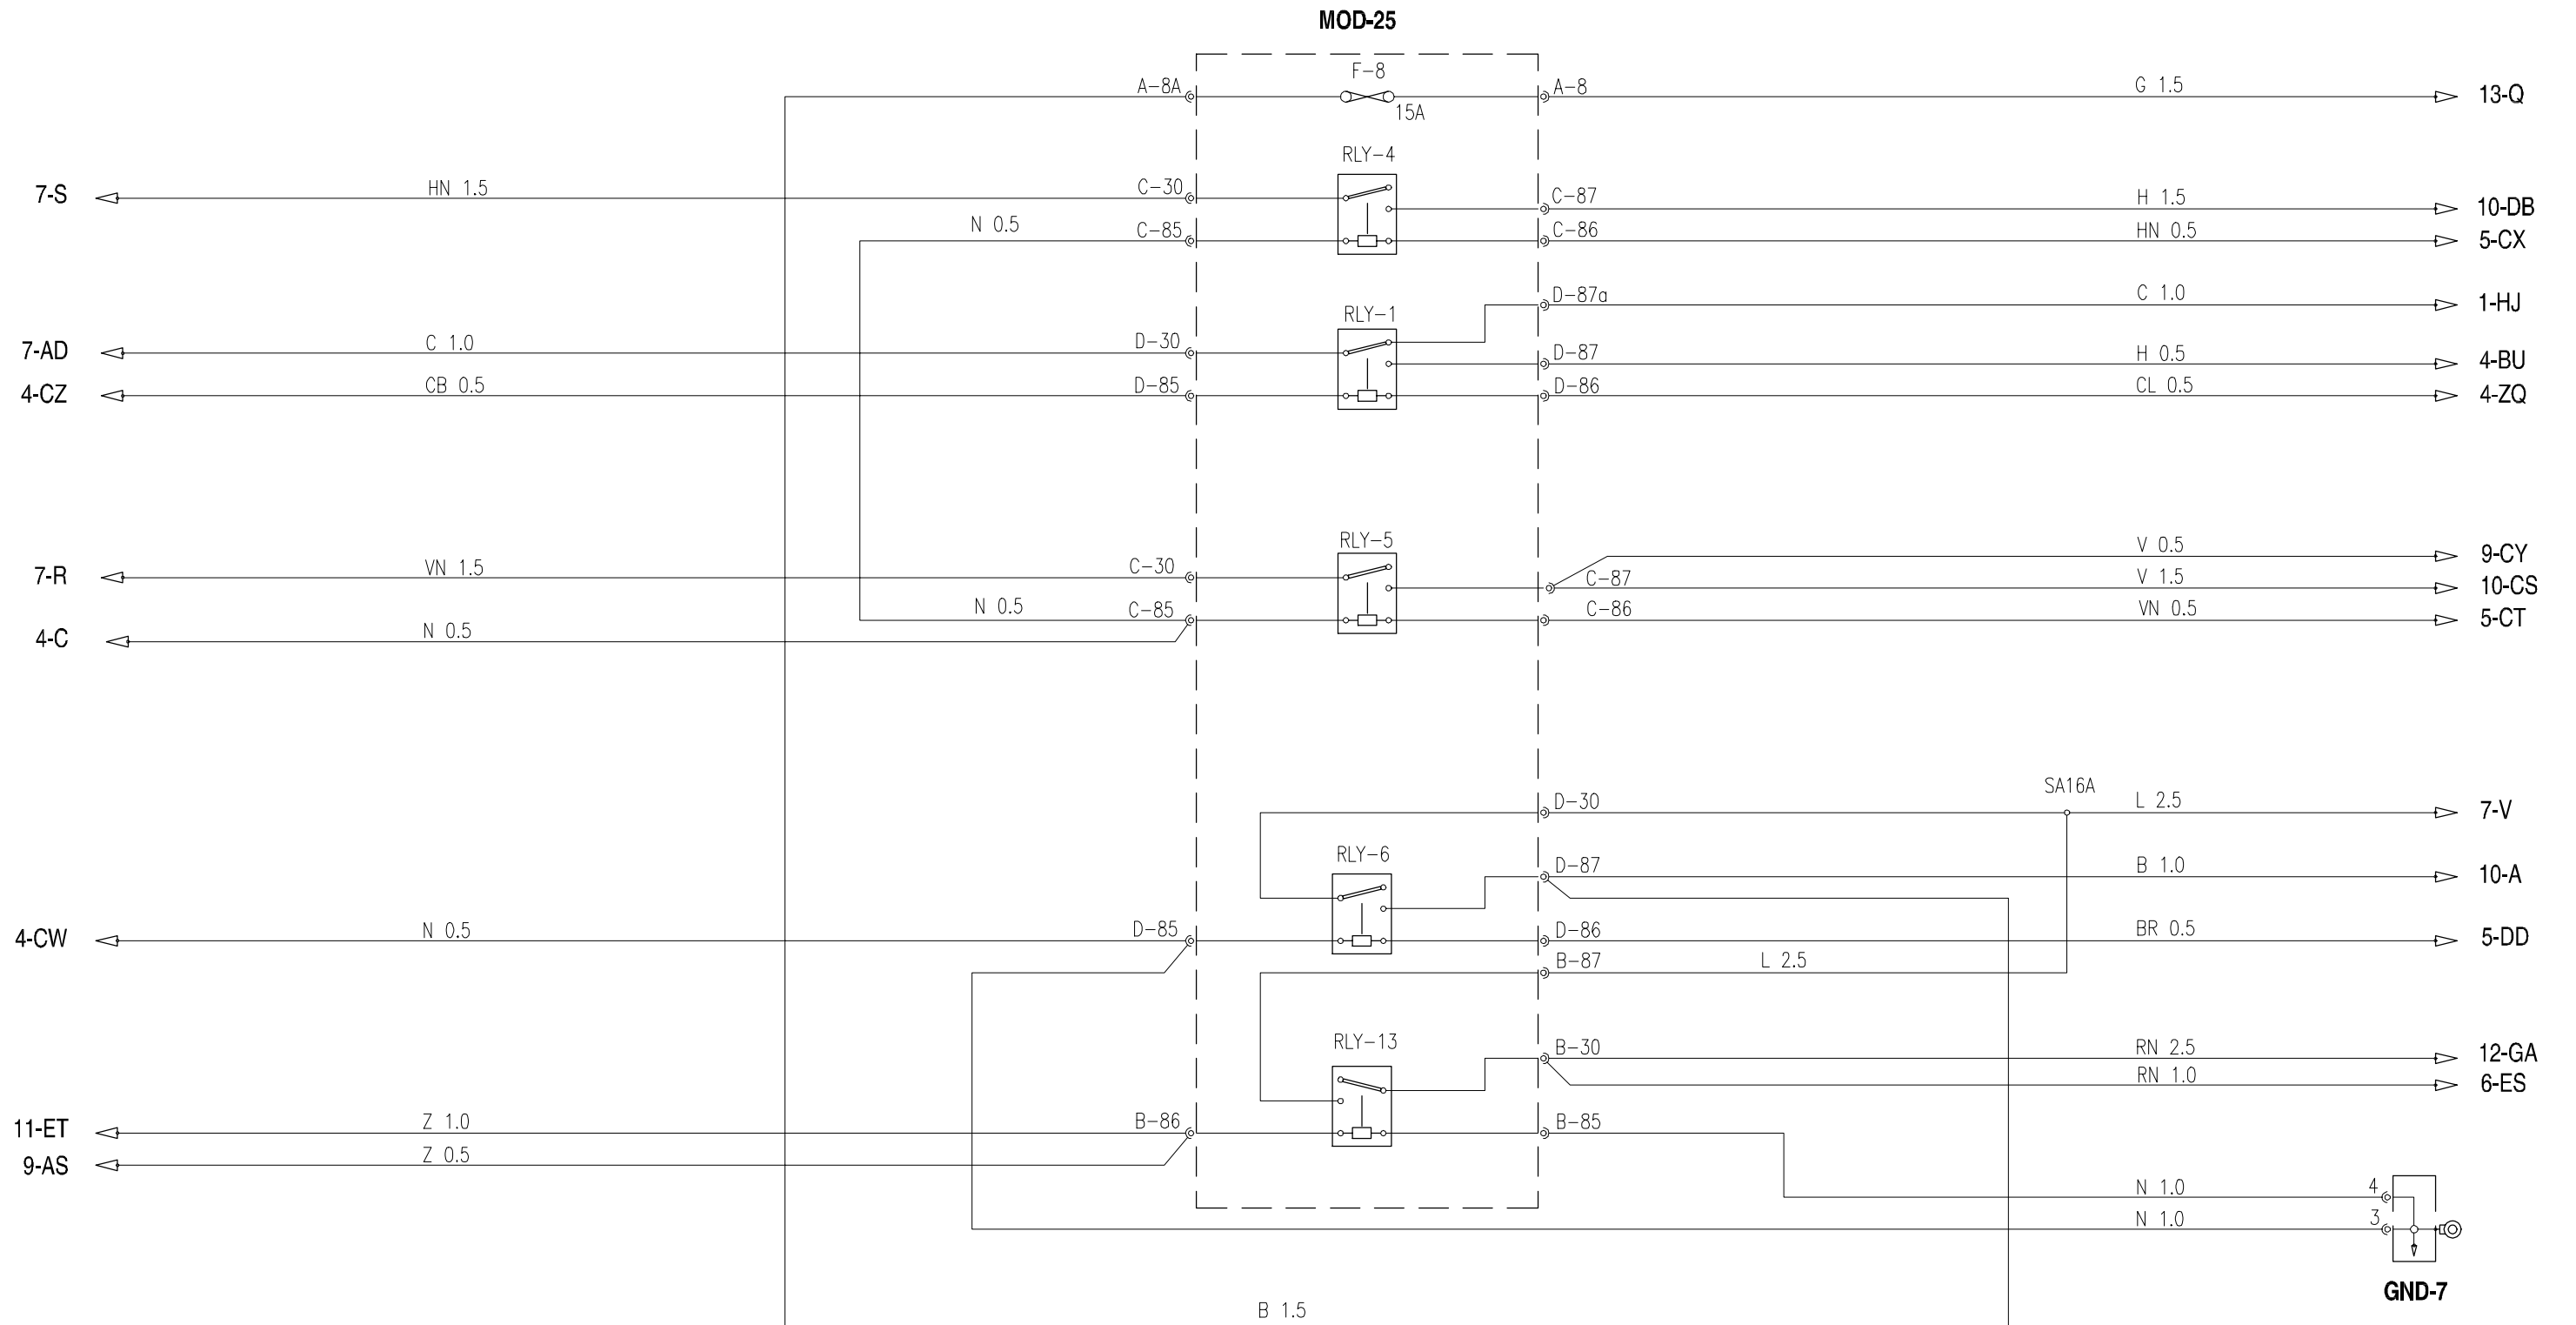 MOD-25
F-8
A-8A
A-8
G 1.5
13-Q
15A
RLY-4
7-S
HN 1.5
C-30
C-87
H 1.5
10-DB
N 0.5
C-85
C-86
HN 0.5
5-CX
D-87a
C 1.0
1-HJ
RLY-1
7-AD
C 1.0
D-30
D-87
H 0.5
4-BU
4-CZ
CB 0.5
D-85
D-86
CL 0.5
4-ZQ
RLY-5
V 0.5
9-CY
7-R
VN 1.5
C-30
C-87
V 1.5
10-CS
N 0.5
C-85
C-86
VN 0.5
5-CT
4-C
N 0.5
SA16A
D-30
L 2.5
7-V
RLY-6
D-87
B 1.0
10-A
4-CW
N 0.5
D-85
D-86
BR 0.5
5-DD
B-87
L 2.5
RLY-13
B-30
RN 2.5
12-GA
RN 1.0
6-ES
11-ET
Z 1.0
B-86
B-85
9-AS
Z 0.5
N 1.0
4
N 1.0
3
GND-7
B 1.5